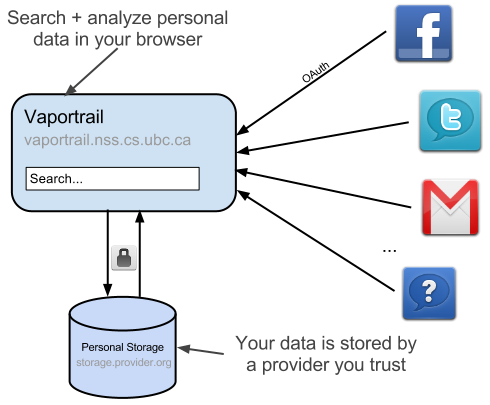 Search + analyze personal
data in your browser
OAuth
Vaportrail
vaportrail.nss.cs.ubc.ca
Search...
...
Personal Storage
storage.provider.org
Your data is stored by
a provider you trust